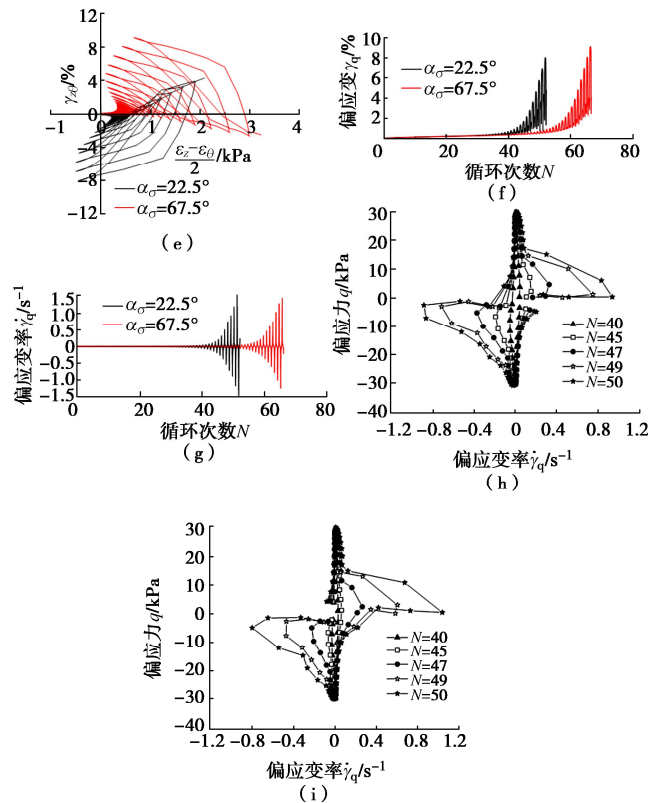 γzθ/%
12
8
4
0
−4
−8
−12
−1 1 2 3 4
(εz−εθ)/2 /kPa
ασ=22.5°
ασ=67.5°
(e)
偏应变γq/%
10
8
6
4
2
0 20 40 60 80
ασ=22.5°
ασ=67.5°
循环次数N
(f)
偏应变率γ̇q/s⁻¹
1.5
1.0
0.5
0
−0.5
−1.0
−1.5
0 20 40 60 80
ασ=22.5°
ασ=67.5°
循环次数N
(g)
偏应力q/kPa
30
20
10
0
−10
−20
−30
−40
−1.2 −0.8 −0.4 0 0.4 0.8 1.2
N=40
N=45
N=47
N=49
N=50
偏应变率γ̇q/s⁻¹
(h)
偏应力q/kPa
30
20
10
0
−10
−20
−30
−40
−1.2 −0.8 −0.4 0 0.4 0.8 1.2
N=40
N=45
N=47
N=49
N=50
偏应变率γ̇q/s⁻¹
(i)